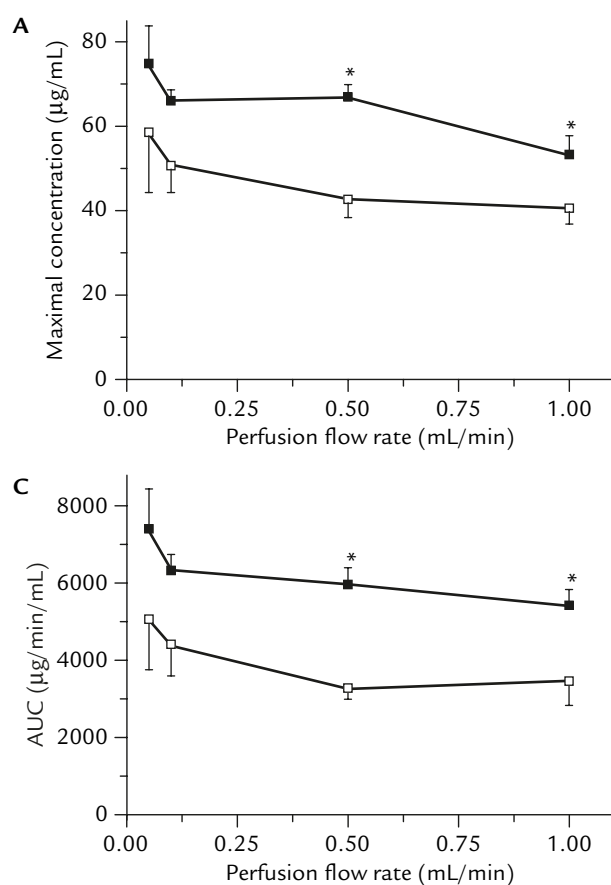 A
Maximal concentration (µg/mL)
80
60
40
20
0
*
*
0.00 0.25 0.50 0.75 1.00
Perfusion flow rate (mL/min)
C
AUC (µg/min/mL)
8000
6000
4000
2000
0
*
*
0.00 0.25 0.50 0.75 1.00
Perfusion flow rate (mL/min)